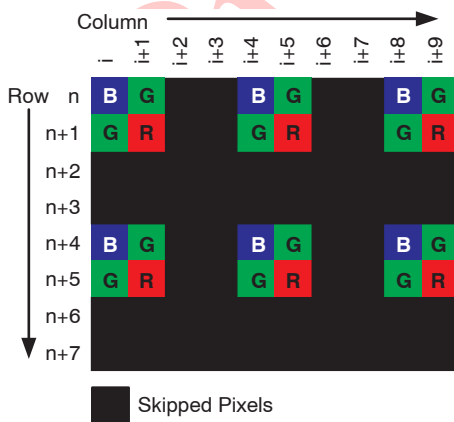 Column
i i+1 i+2 i+3 i+4 i+5 i+6 i+7 i+8 i+9
Row n B G B G B G
n+1 G R G R G R
n+2
n+3
n+4 B G B G B G
n+5 G R G R G R
n+6
n+7
Skipped Pixels